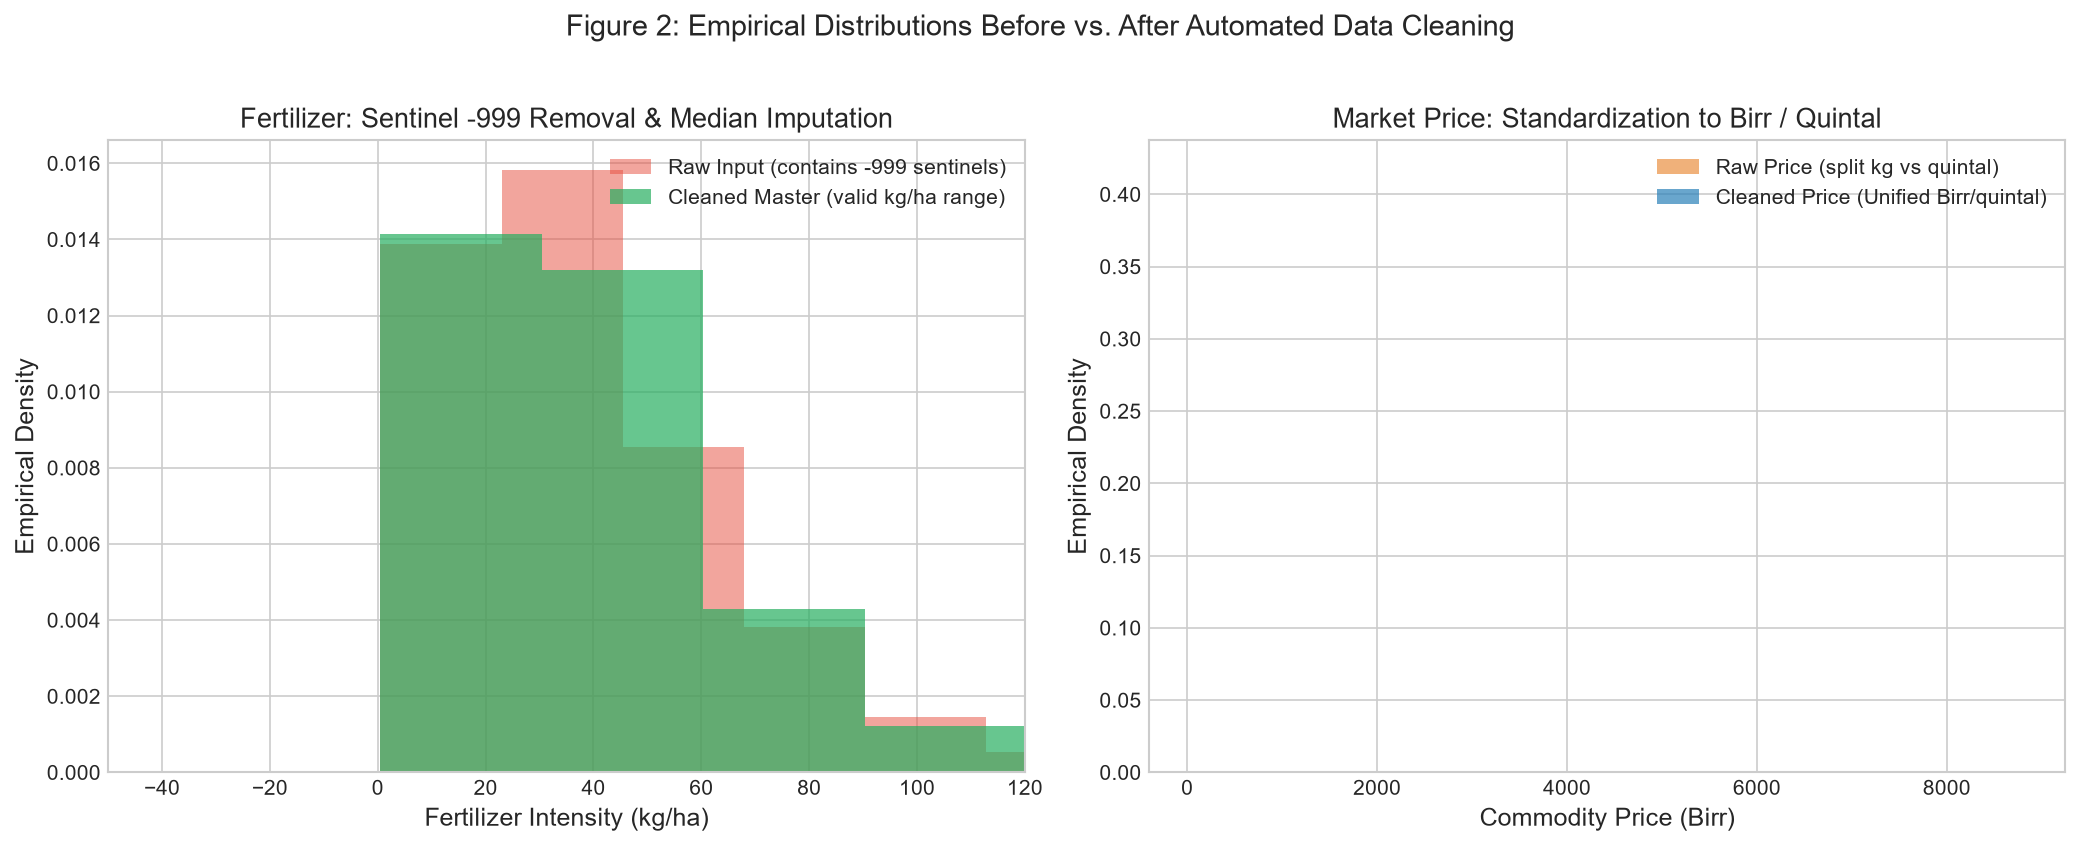 Figure 2: Empirical Distributions Before vs. After Automated Data Cleaning
Fertilizer: Sentinel -999 Removal & Median Imputation
Raw Input (contains -999 sentinels)
Cleaned Master (valid kg/ha range)
Empirical Density
0.016
0.014
0.012
0.010
0.008
0.006
0.004
0.002
0.000
−40 −20 0 20 40 60 80 100 120
Fertilizer Intensity (kg/ha)
Market Price: Standardization to Birr / Quintal
Raw Price (split kg vs quintal)
Cleaned Price (Unified Birr/quintal)
Empirical Density
0.40
0.35
0.30
0.25
0.20
0.15
0.10
0.05
0.00
0 2000 4000 6000 8000
Commodity Price (Birr)